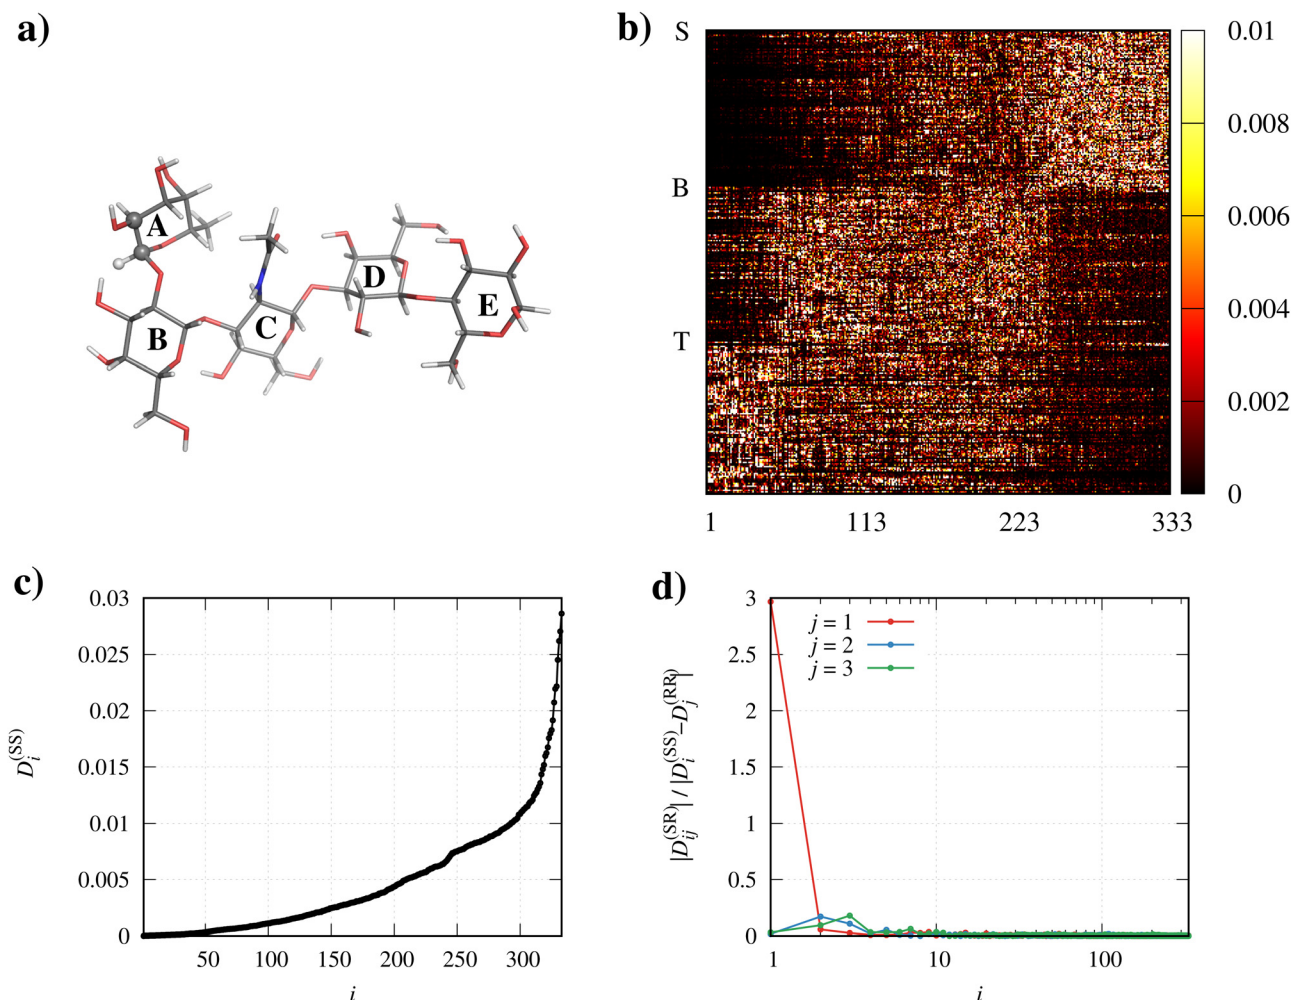 a)
A
B
C
D
E
b)
S
B
T
1 113 223 333
0.01
0.008
0.006
0.004
0.002
0
c)
0.03
0.025
0.02
0.015
0.01
0.005
0
50 100 150 200 250 300
i
D_i^(SS)
d)
3
2.5
2
1.5
1
0.5
0
j = 1
j = 2
j = 3
1 10 100
i
|D_ij^(SR)| / |D_i^(SS)–D_j^(RR)|